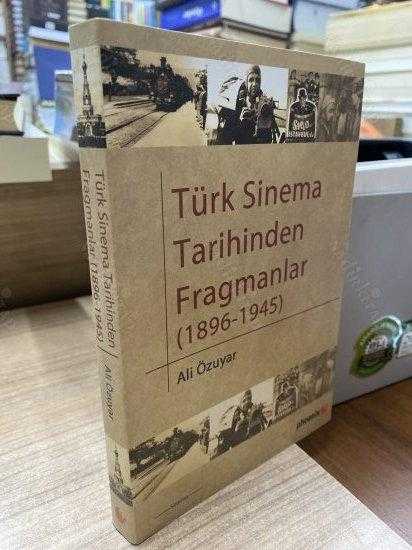 Türk Sinema
Tarihinden
Fragmanlar
(1896-1945)
Ali Özuyar
phoenix
Türk Sinema Tarihinden
Fragmanlar (1896-1945)
Ali Özuyar